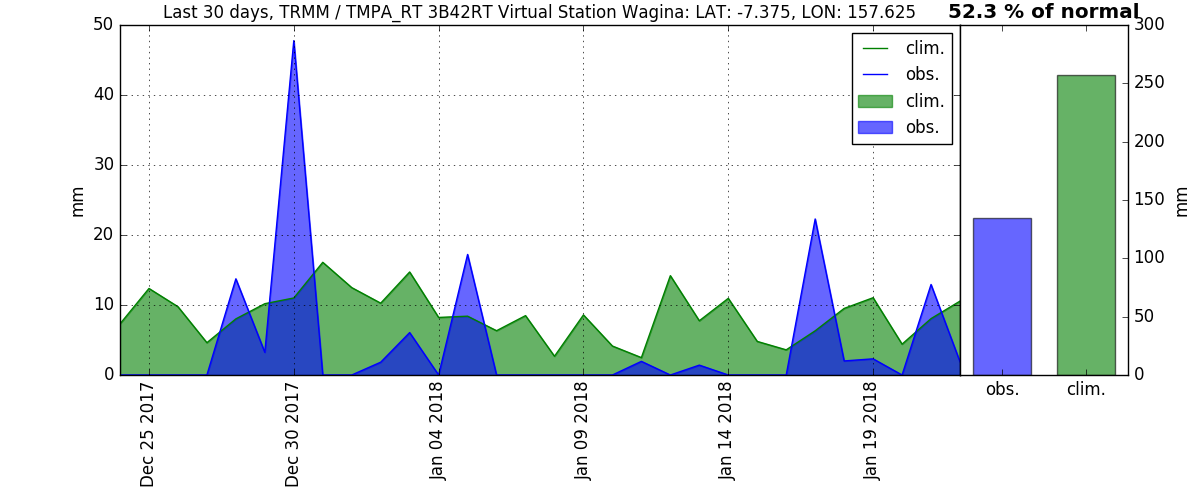 Last 30 days, TRMM / TMPA_RT 3B42RT Virtual Station Wagina: LAT: -7.375, LON: 157.625
52.3 % of normal
50
40
30
20
10
0
mm
clim.
obs.
clim.
obs.
Dec 25 2017
Dec 30 2017
Jan 04 2018
Jan 09 2018
Jan 14 2018
Jan 19 2018
300
250
200
150
100
50
0
mm
obs.
clim.